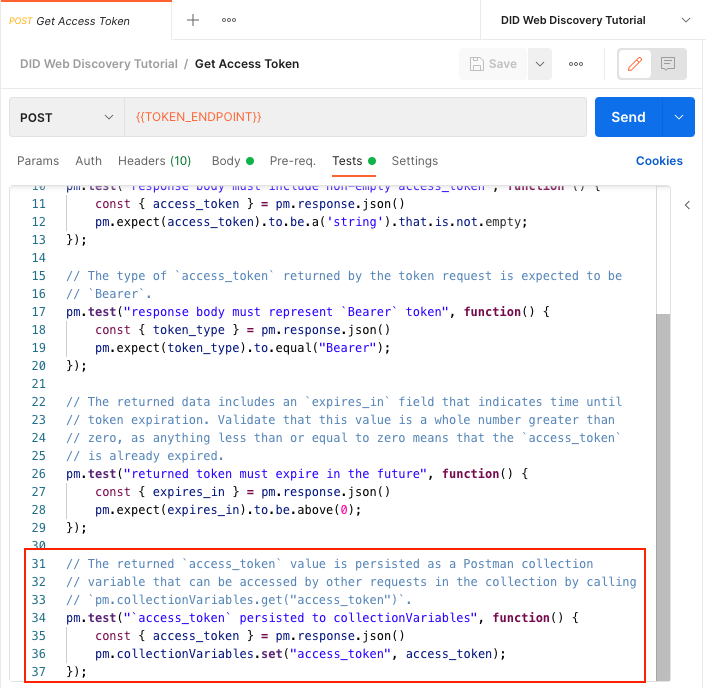 POST Get Access Token
DID Web Discovery Tutorial
DID Web Discovery Tutorial / Get Access Token
Save
POST
{{TOKEN_ENDPOINT}}
Send
Params Auth Headers (10) Body Pre-req. Tests Settings Cookies
10 pm.test("response body must include non-empty access_token", function () {
11 const { access_token } = pm.response.json()
12 pm.expect(access_token).to.be.a('string').that.is.not.empty;
13 });
14
15 // The type of `access_token` returned by the token request is expected to be
16 // `Bearer`.
17 pm.test("response body must represent `Bearer` token", function() {
18 const { token_type } = pm.response.json()
19 pm.expect(token_type).to.equal("Bearer");
20 });
21
22 // The returned data includes an `expires_in` field that indicates time until
23 // token expiration. Validate that this value is a whole number greater than
24 // zero, as anything less than or equal to zero means that the `access_token`
25 // is already expired.
26 pm.test("returned token must expire in the future", function() {
27 const { expires_in } = pm.response.json()
28 pm.expect(expires_in).to.be.above(0);
29 });
30
31 // The returned `access_token` value is persisted as a Postman collection
32 // variable that can be accessed by other requests in the collection by calling
33 // `pm.collectionVariables.get("access_token")`.
34 pm.test("`access_token` persisted to collectionVariables", function() {
35 const { access_token } = pm.response.json()
36 pm.collectionVariables.set("access_token", access_token);
37 });